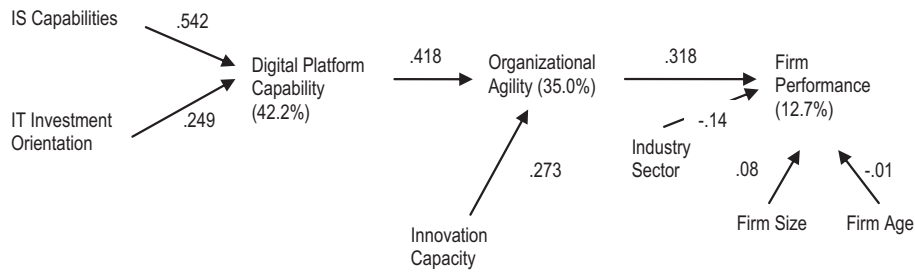 IS Capabilities
.542
Digital Platform
Capability
(42.2%)
.418
Organizational
Agility (35.0%)
.318
Firm
Performance
(12.7%)
IT Investment
Orientation
.249
-.14
Industry
Sector
.273
.08
-.01
Innovation
Capacity
Firm Size
Firm Age